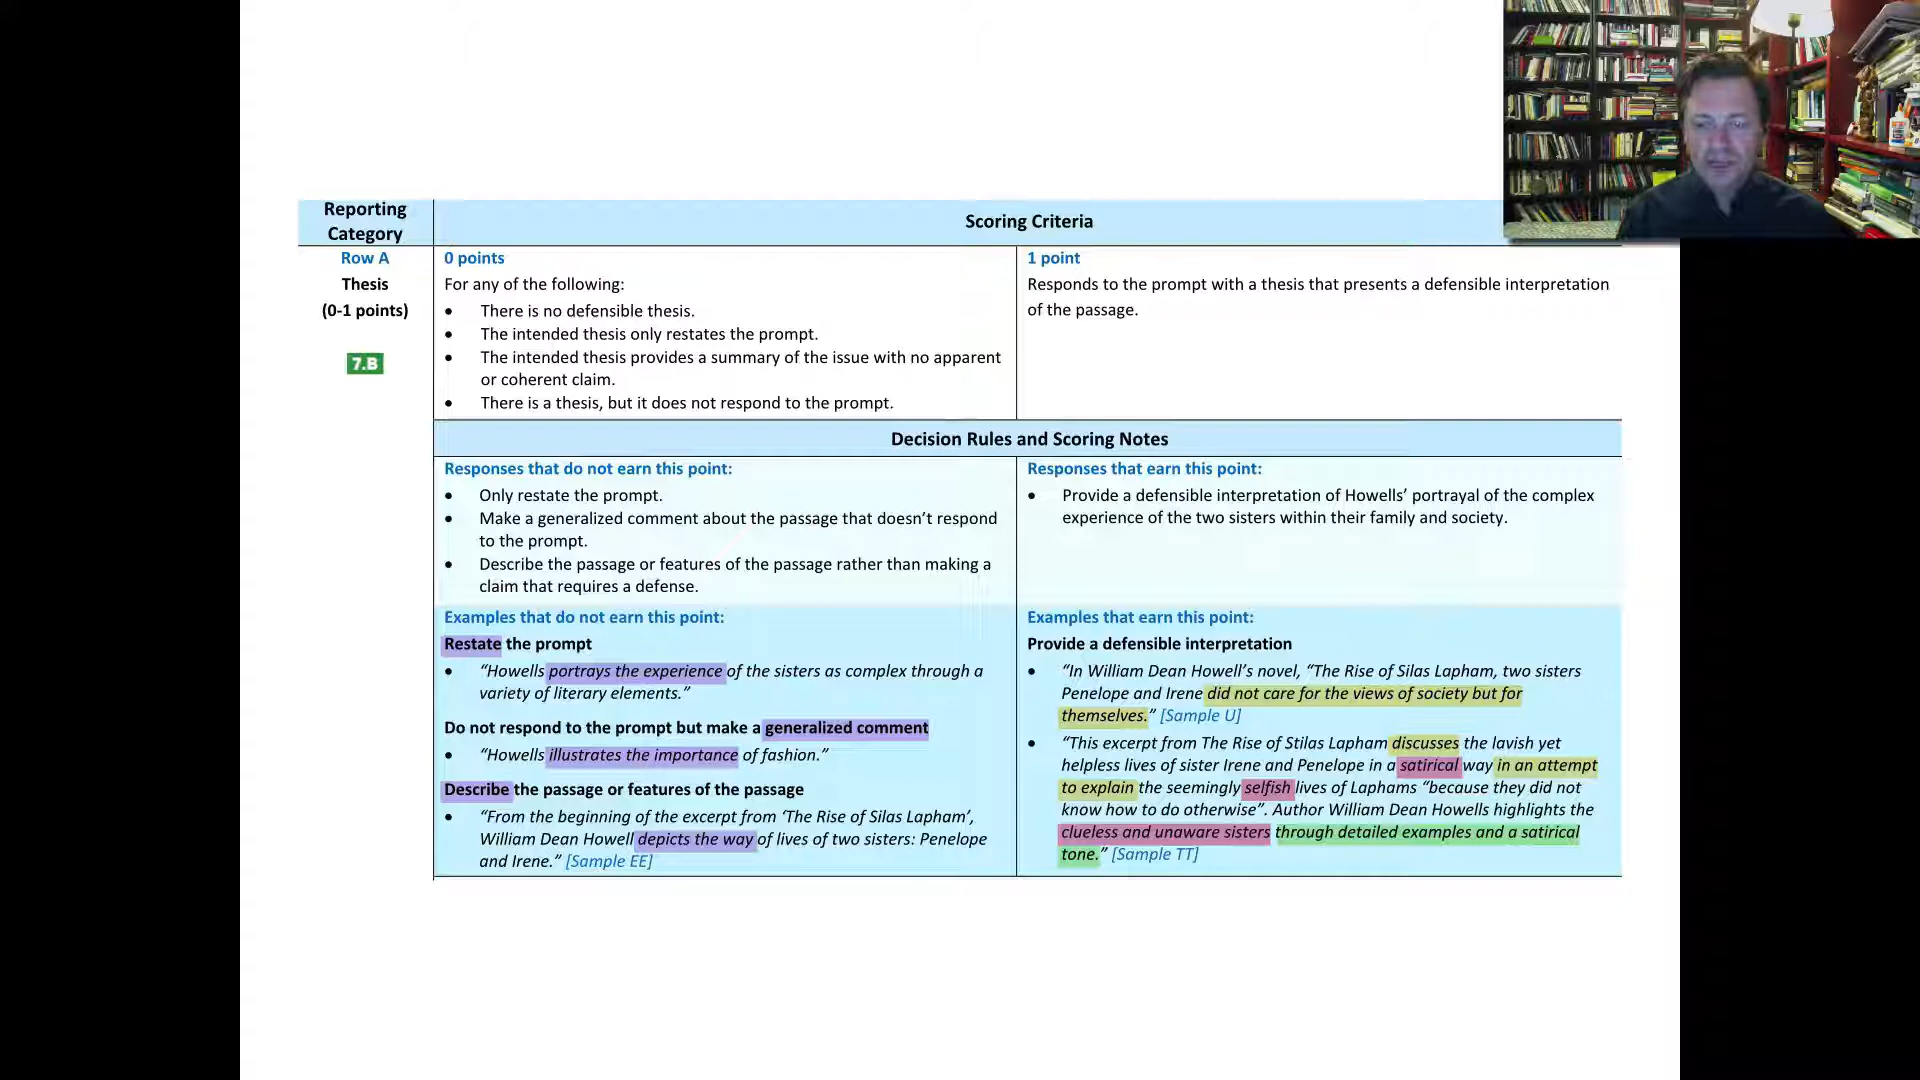 Reporting
Category
Scoring Criteria
Row A
Thesis
(0-1 points)
7.B
0 points
For any of the following:
• There is no defensible thesis.
• The intended thesis only restates the prompt.
• The intended thesis provides a summary of the issue with no apparent
or coherent claim.
• There is a thesis, but it does not respond to the prompt.
1 point
Responds to the prompt with a thesis that presents a defensible interpretation
of the passage.
Decision Rules and Scoring Notes
Responses that do not earn this point:
• Only restate the prompt.
• Make a generalized comment about the passage that doesn’t respond
to the prompt.
• Describe the passage or features of the passage rather than making a
claim that requires a defense.
Responses that earn this point:
• Provide a defensible interpretation of Howells’ portrayal of the complex
experience of the two sisters within their family and society.
Examples that do not earn this point:
Restate the prompt
• “Howells portrays the experience of the sisters as complex through a
variety of literary elements.”
Do not respond to the prompt but make a generalized comment
• “Howells illustrates the importance of fashion.”
Describe the passage or features of the passage
• “From the beginning of the excerpt from ‘The Rise of Silas Lapham’,
William Dean Howell depicts the way of lives of two sisters: Penelope
and Irene.” [Sample EE]
Examples that earn this point:
Provide a defensible interpretation
• “In William Dean Howell’s novel, “The Rise of Silas Lapham, two sisters
Penelope and Irene did not care for the views of society but for
themselves.” [Sample U]
• “This excerpt from The Rise of Stilas Lapham discusses the lavish yet
helpless lives of sister Irene and Penelope in a satirical way in an attempt
to explain the seemingly selfish lives of Laphams “because they did not
know how to do otherwise”. Author William Dean Howells highlights the
clueless and unaware sisters through detailed examples and a satirical
tone.” [Sample TT]